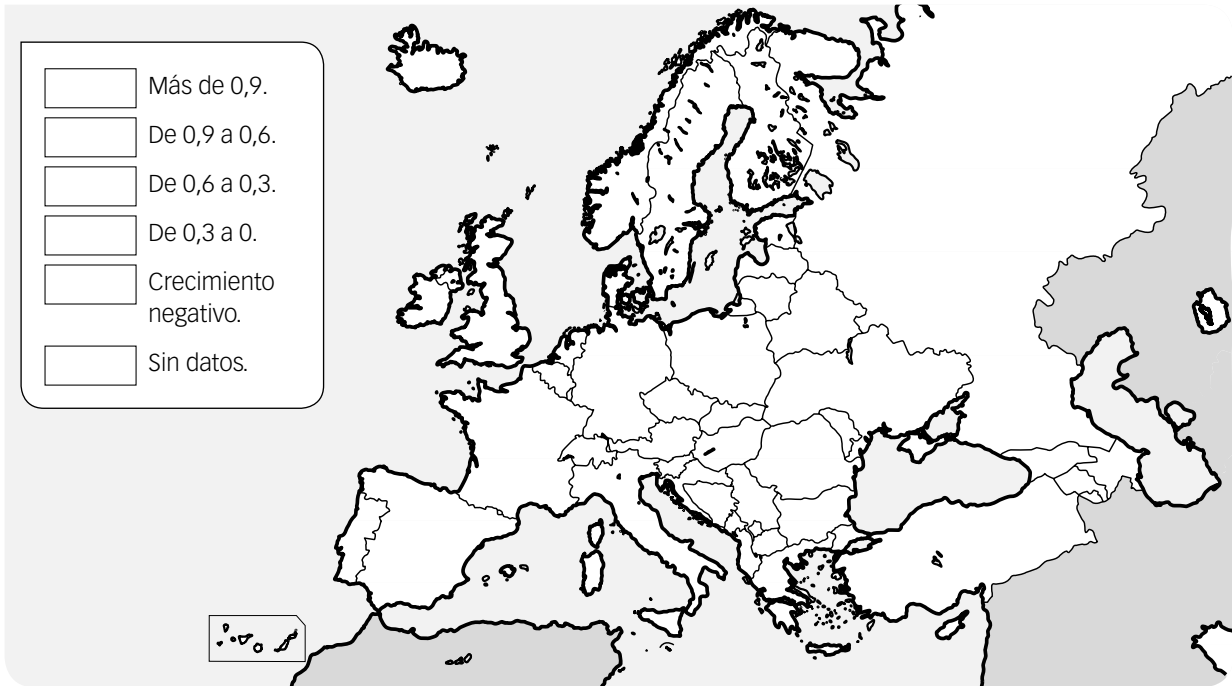 Más de 0,9.
De 0,9 a 0,6.
De 0,6 a 0,3.
De 0,3 a 0.
Crecimiento
negativo.
Sin datos.